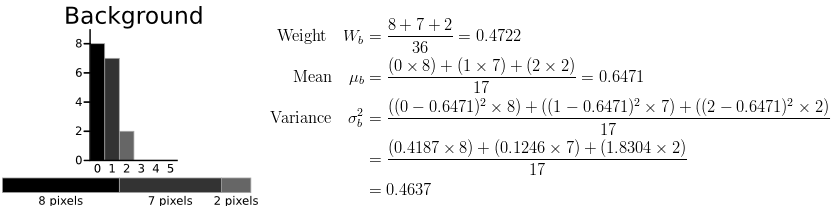 Background
8
6
4
2
0
0 1 2 3 4 5
8 pixels 7 pixels 2 pixels
Weight W_b = (8 + 7 + 2) / 36 = 0.4722
Mean μ_b = ((0 × 8) + (1 × 7) + (2 × 2)) / 17 = 0.6471
Variance σ_b² = (((0 − 0.6471)² × 8) + ((1 − 0.6471)² × 7) + ((2 − 0.6471)² × 2)) / 17
= ((0.4187 × 8) + (0.1246 × 7) + (1.8304 × 2)) / 17
= 0.4637